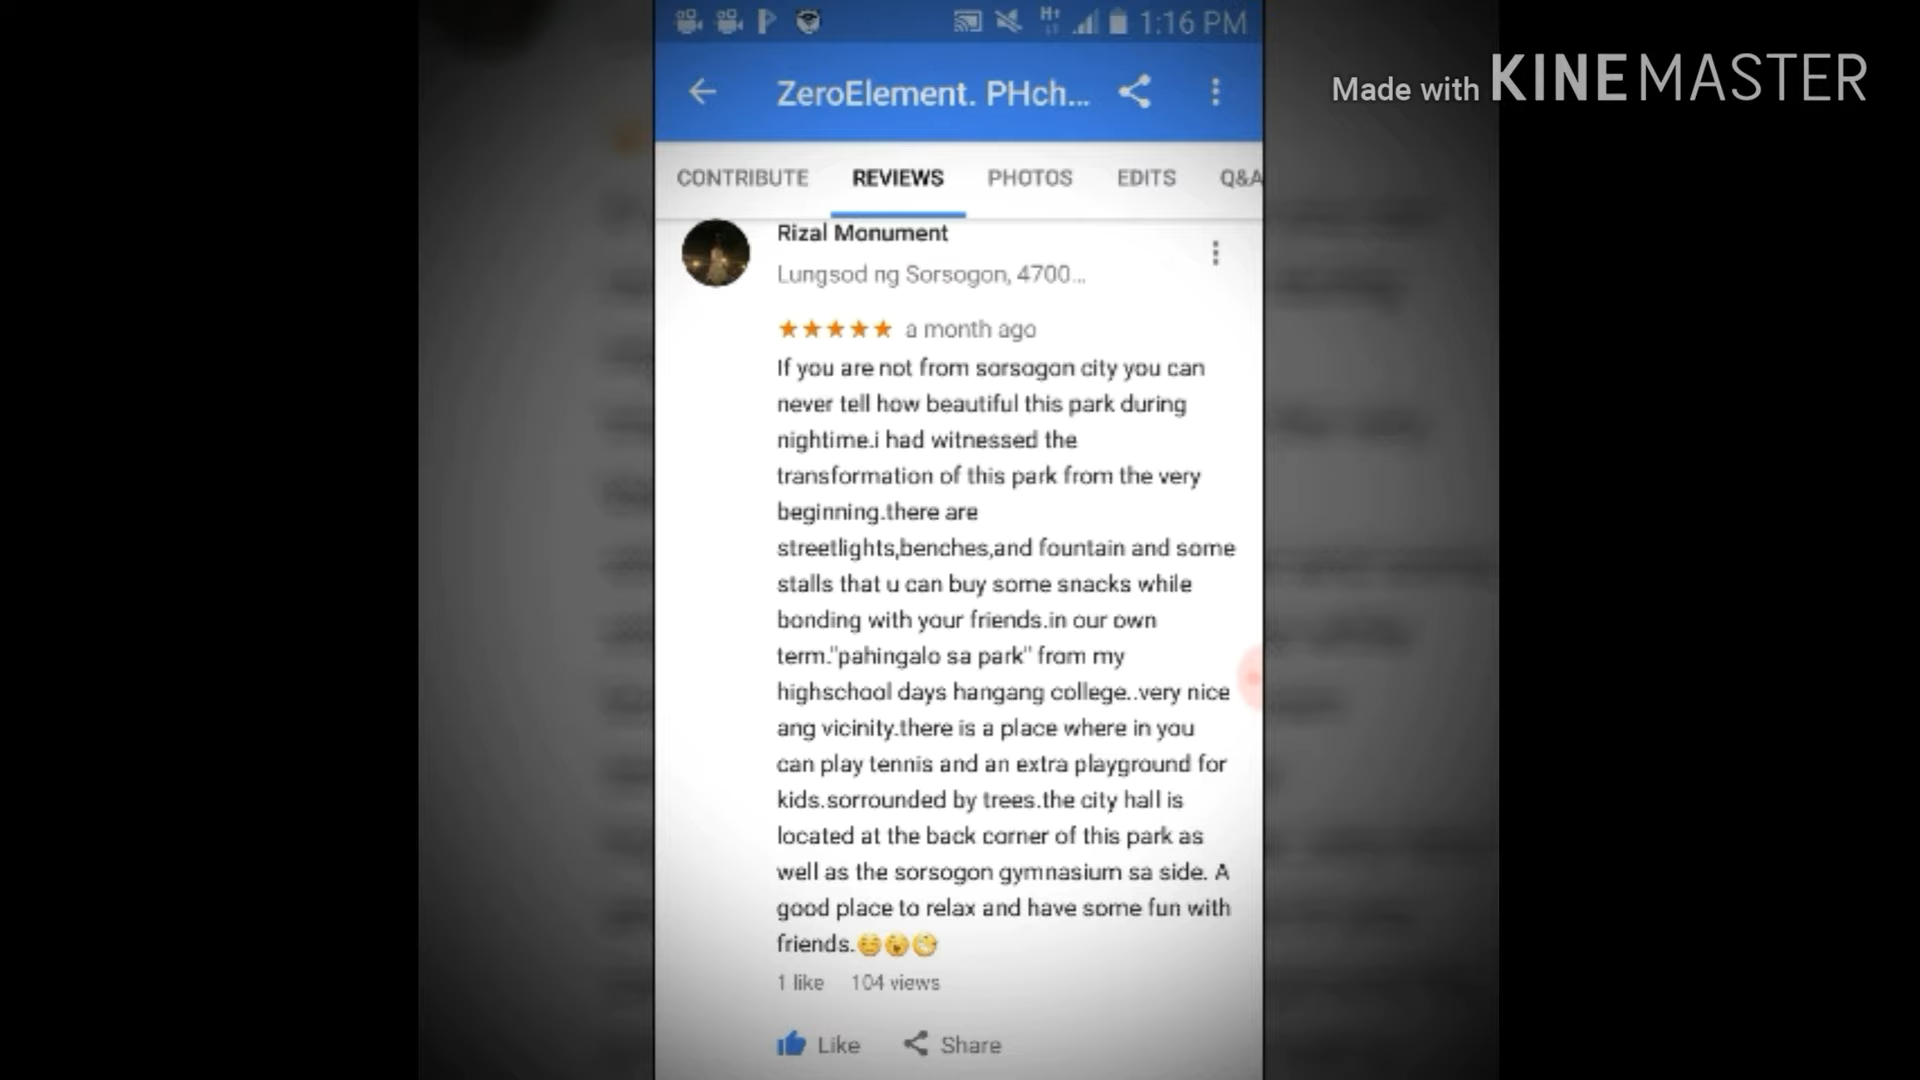 1:16 PM
Made with KINEMASTER
ZeroElement. PHch...
CONTRIBUTE REVIEWS PHOTOS EDITS Q&A
Rizal Monument
Lungsod ng Sorsogon, 4700...
a month ago
If you are not from sorsogon city you can
never tell how beautiful this park during
nightime.i had witnessed the
transformation of this park from the very
beginning.there are
streetlights,benches,and fountain and some
stalls that u can buy some snacks while
bonding with your friends.in our own
term."pahingalo sa park" from my
highschool days hangang college..very nice
ang vicinity.there is a place where in you
can play tennis and an extra playground for
kids.sorrounded by trees.the city hall is
located at the back corner of this park as
well as the sorsogon gymnasium sa side. A
good place to relax and have some fun with
friends.
1 like 104 views
Like Share